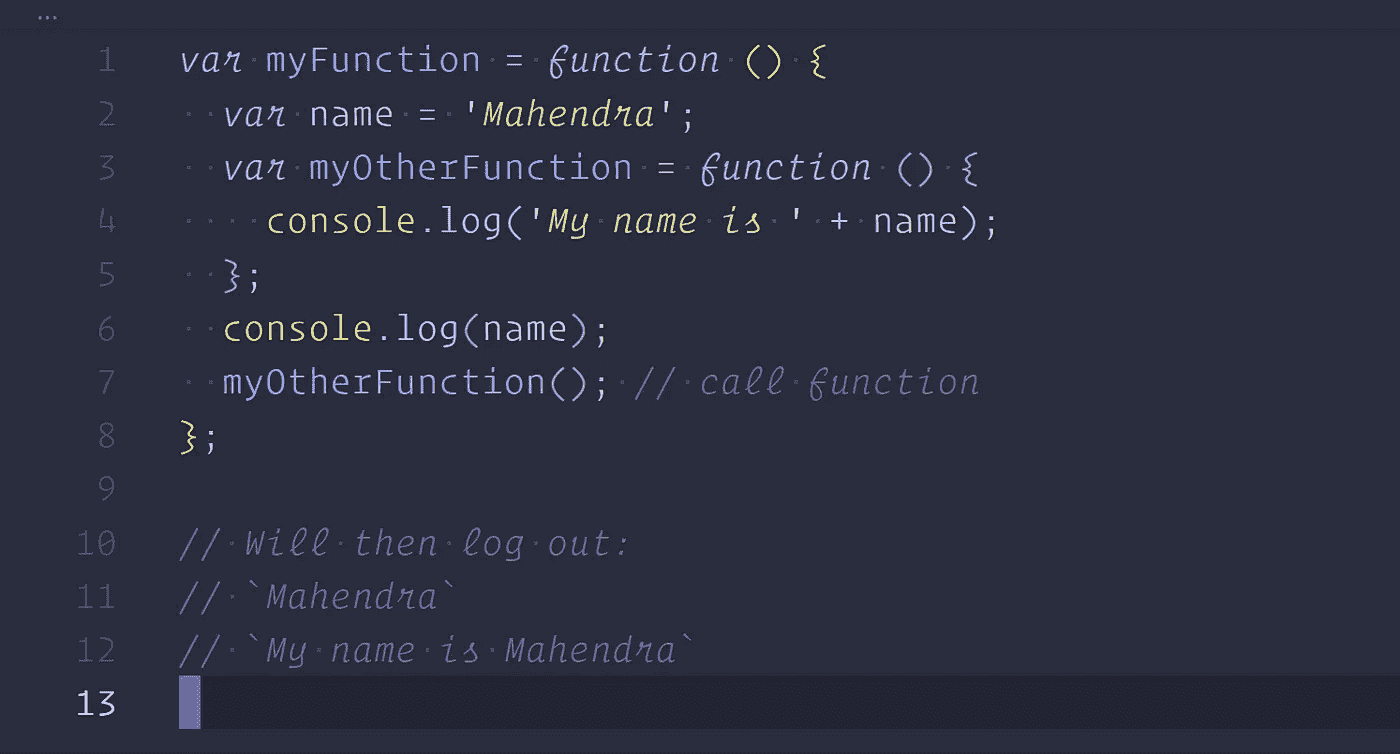 ...
1 var myFunction = function () {
2   var name = 'Mahendra';
3   var myOtherFunction = function () {
4     console.log('My name is ' + name);
5   };
6   console.log(name);
7   myOtherFunction(); // call function
8 };
9
10 // Will then log out:
11 // `Mahendra`
12 // `My name is Mahendra`
13